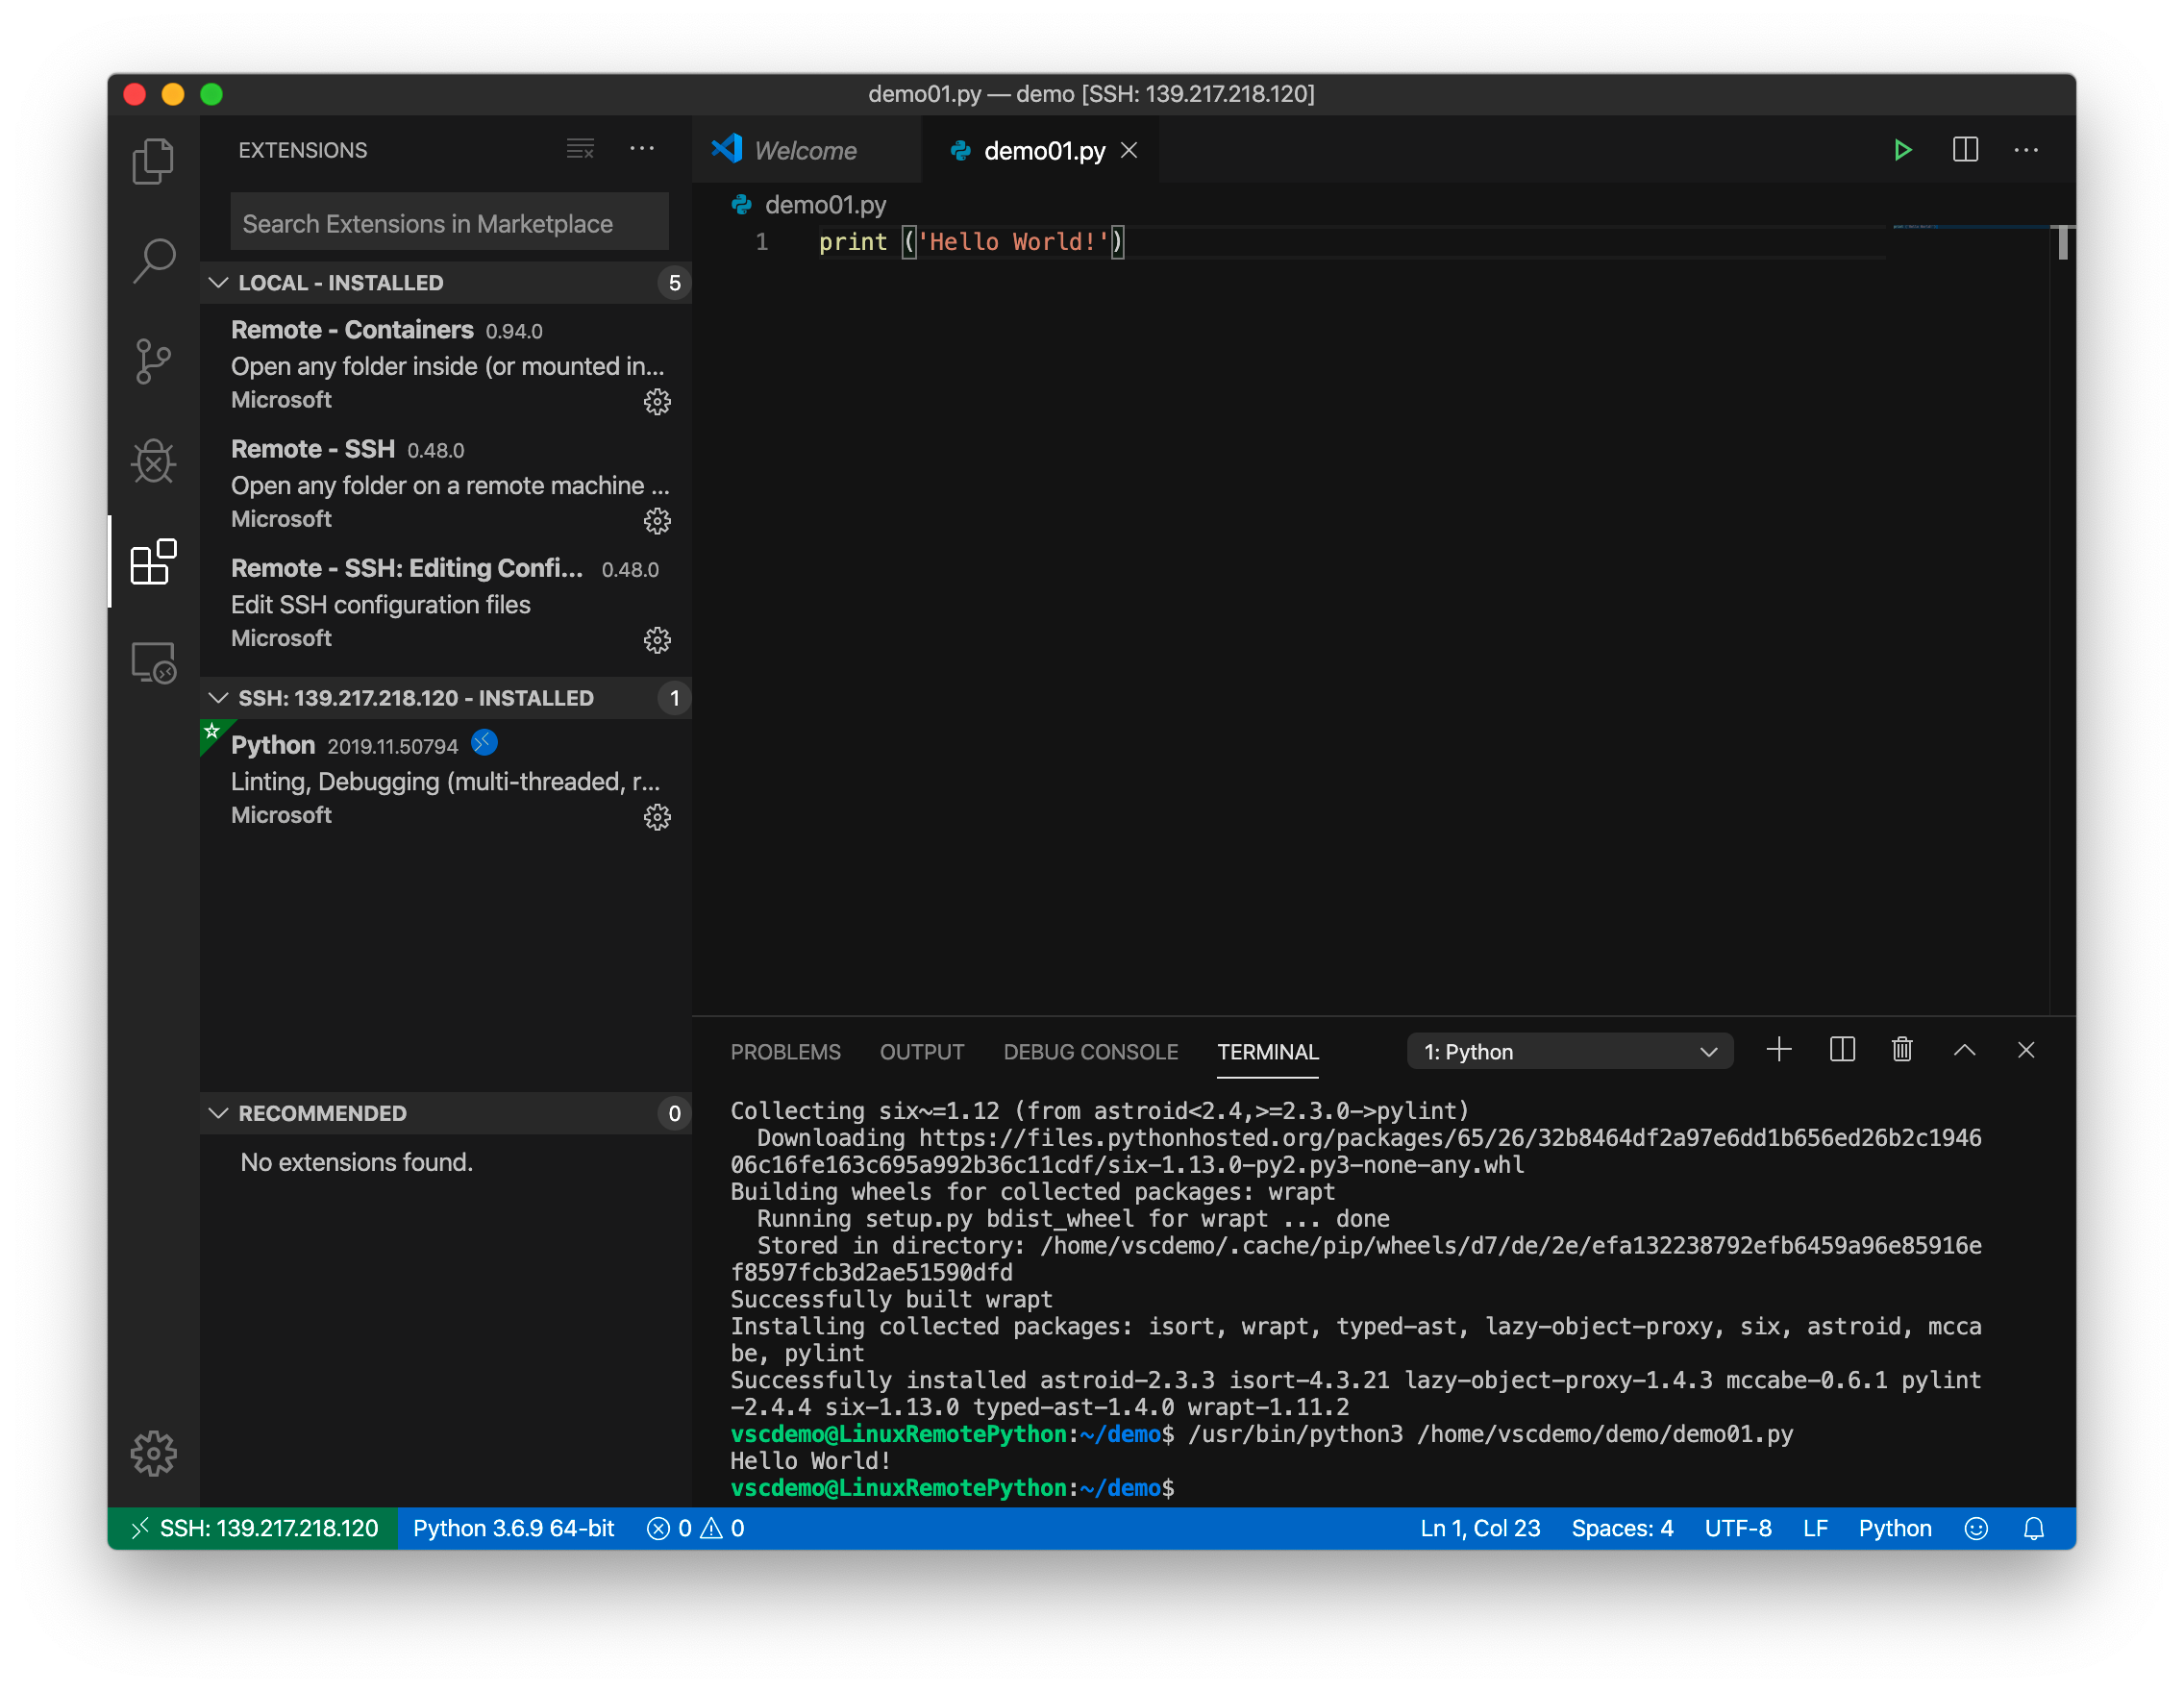 demo01.py — demo [SSH: 139.217.218.120]
EXTENSIONS
Search Extensions in Marketplace
LOCAL - INSTALLED 5
Remote - Containers 0.94.0
Open any folder inside (or mounted in...
Microsoft
Remote - SSH 0.48.0
Open any folder on a remote machine ...
Microsoft
Remote - SSH: Editing Confi... 0.48.0
Edit SSH configuration files
Microsoft
SSH: 139.217.218.120 - INSTALLED 1
Python 2019.11.50794
Linting, Debugging (multi-threaded, r...
Microsoft
RECOMMENDED 0
No extensions found.
Welcome demo01.py
demo01.py
1 print ('Hello World!')
PROBLEMS OUTPUT DEBUG CONSOLE TERMINAL 1: Python
Collecting six~=1.12 (from astroid<2.4,>=2.3.0->pylint)
  Downloading https://files.pythonhosted.org/packages/65/26/32b8464df2a97e6dd1b656ed26b2c1946
06c16fe163c695a992b36c11cdf/six-1.13.0-py2.py3-none-any.whl
Building wheels for collected packages: wrapt
  Running setup.py bdist_wheel for wrapt ... done
  Stored in directory: /home/vscdemo/.cache/pip/wheels/d7/de/2e/efa132238792efb6459a96e85916e
f8597fcb3d2ae51590dfd
Successfully built wrapt
Installing collected packages: isort, wrapt, typed-ast, lazy-object-proxy, six, astroid, mcca
be, pylint
Successfully installed astroid-2.3.3 isort-4.3.21 lazy-object-proxy-1.4.3 mccabe-0.6.1 pylint
-2.4.4 six-1.13.0 typed-ast-1.4.0 wrapt-1.11.2
vscdemo@LinuxRemotePython:~/demo$ /usr/bin/python3 /home/vscdemo/demo/demo01.py
Hello World!
vscdemo@LinuxRemotePython:~/demo$
SSH: 139.217.218.120 Python 3.6.9 64-bit 0 0 Ln 1, Col 23 Spaces: 4 UTF-8 LF Python